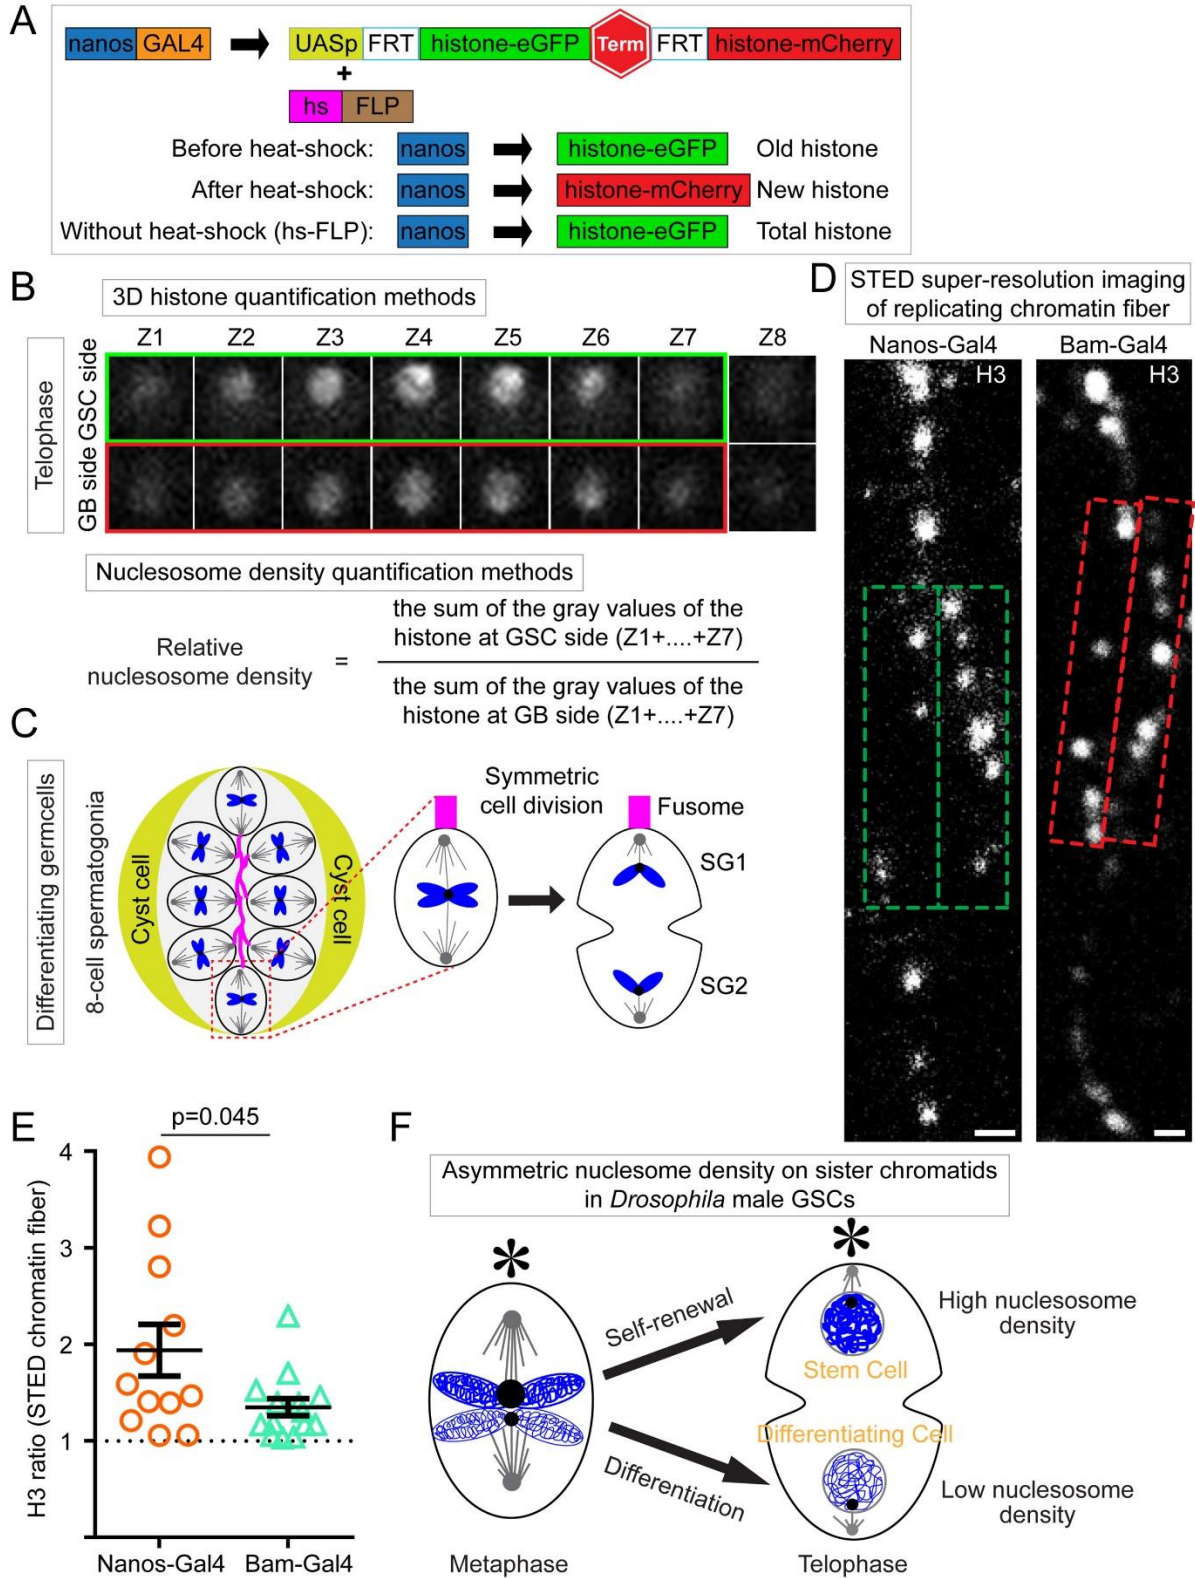 A
nanos GAL4 UASp FRT histone-eGFP Term FRT histone-mCherry
+
hs FLP
Before heat-shock: nanos histone-eGFP Old histone
After heat-shock: nanos histone-mCherry New histone
Without heat-shock (hs-FLP): nanos histone-eGFP Total histone
B
3D histone quantification methods
Z1 Z2 Z3 Z4 Z5 Z6 Z7 Z8
Telophase
GSC side
GB side
Nuclesosome density quantification methods
Relative
nuclesosome density
=
the sum of the gray values of the
histone at GSC side (Z1+....+Z7)
the sum of the gray values of the
histone at GB side (Z1+....+Z7)
C
Differentiating germcells
8-cell spermatogonia
Cyst cell
Cyst cell
Symmetric
cell division
Fusome
SG1
SG2
D
STED super-resolution imaging
of replicating chromatin fiber
Nanos-Gal4 Bam-Gal4
H3 H3
E
p=0.045
H3 ratio (STED chromatin fiber)
4
3
2
1
Nanos-Gal4 Bam-Gal4
F
Asymmetric nuclesome density on sister chromatids
in Drosophila male GSCs
*
*
Self-renewal
Differentiation
Stem Cell
Differentiating Cell
High nuclesosome
density
Low nuclesosome
density
Metaphase Telophase